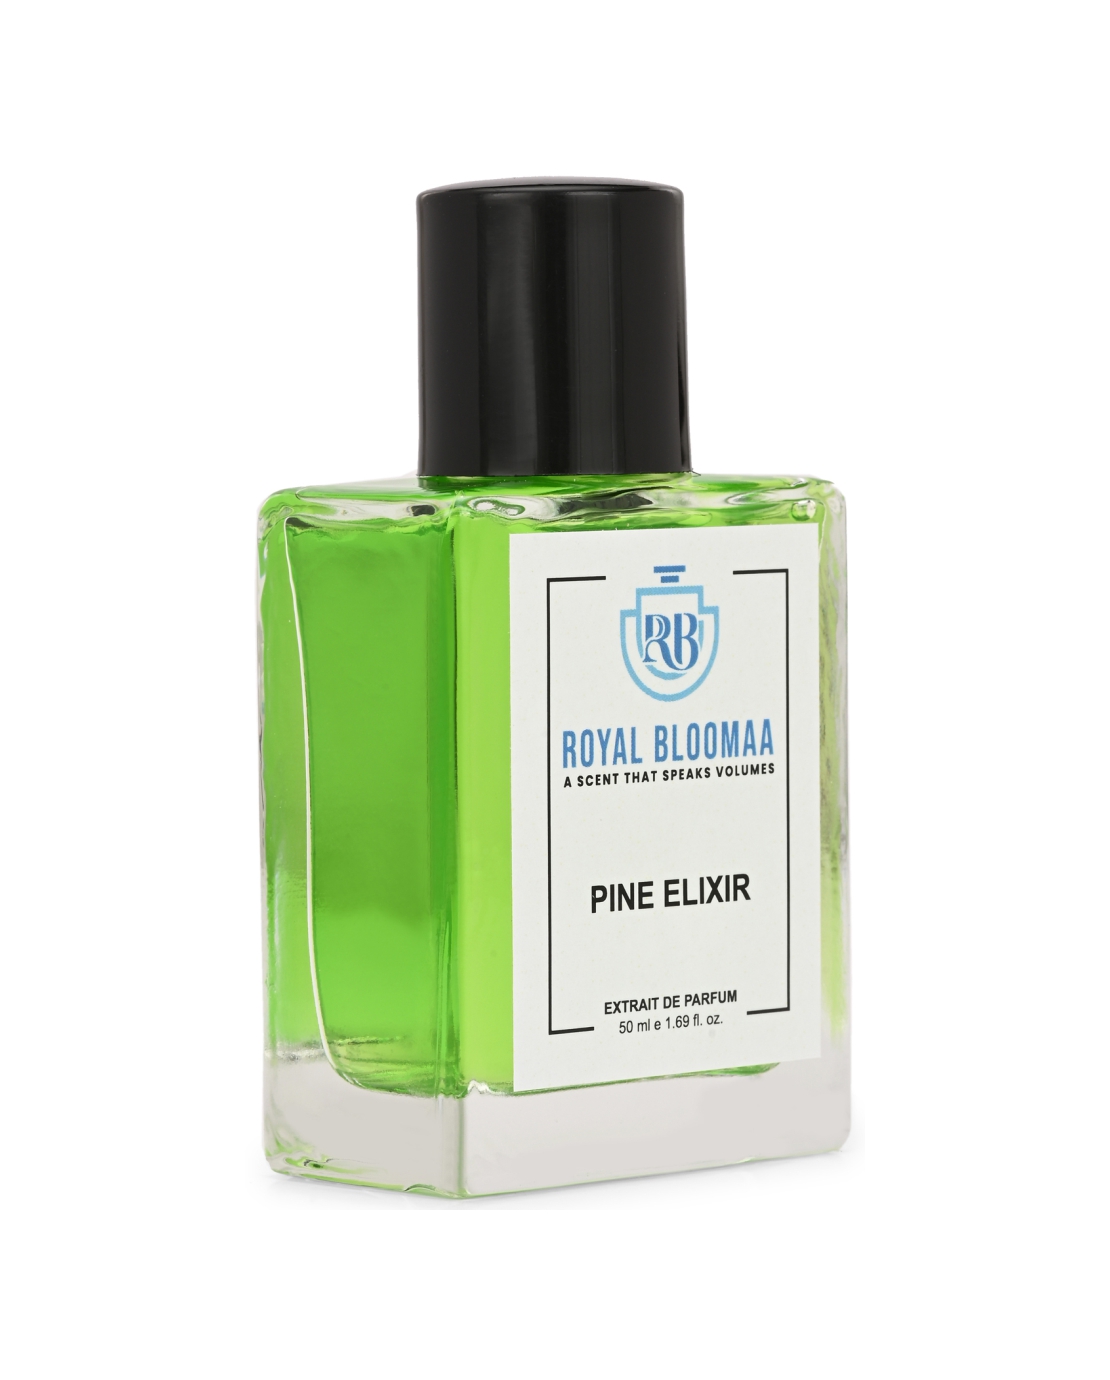 RB
ROYAL BLOOMAA
A SCENT THAT SPEAKS VOLUMES
PINE ELIXIR
EXTRAIT DE PARFUM
50 ml e 1.69 fl. oz.